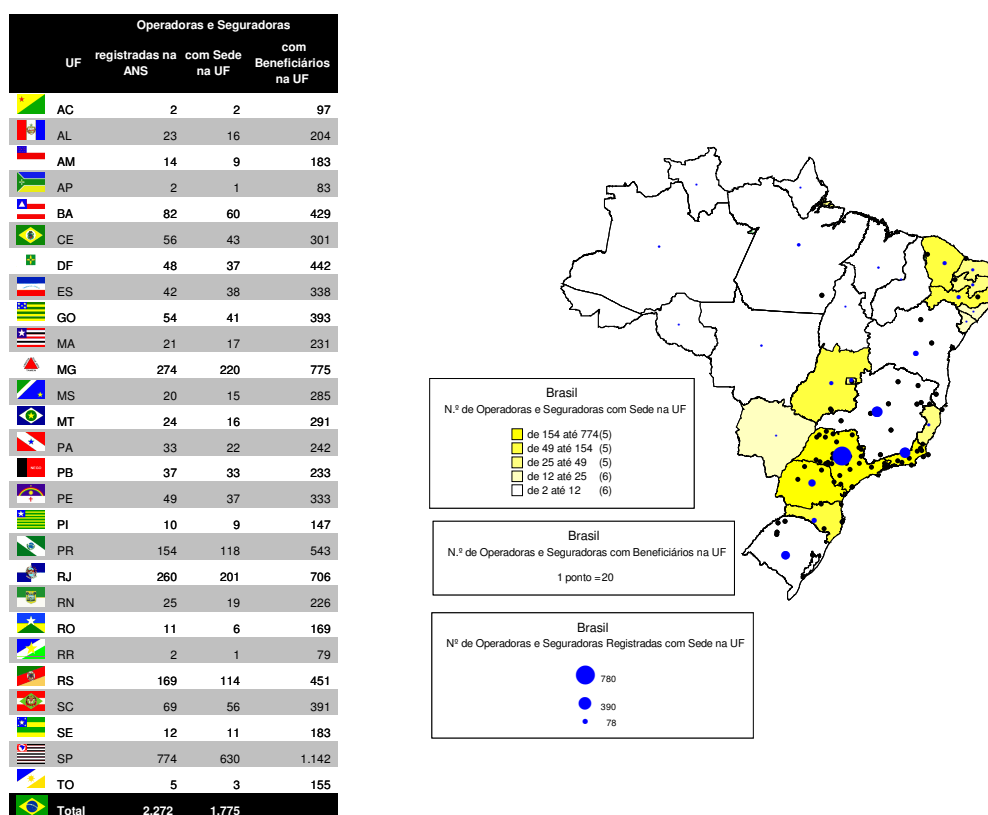 Operadoras e Seguradoras
UF registradas na ANS com Sede na UF com Beneficiários na UF
AC 2 2 97
AL 23 16 204
AM 14 9 183
AP 2 1 83
BA 82 60 429
CE 56 43 301
DF 48 37 442
ES 42 38 338
GO 54 41 393
MA 21 17 231
MG 274 220 775
MS 20 15 285
MT 24 16 291
PA 33 22 242
PB 37 33 233
PE 49 37 333
PI 10 9 147
PR 154 118 543
RJ 260 201 706
RN 25 19 226
RO 11 6 169
RR 2 1 79
RS 169 114 451
SC 69 56 391
SE 12 11 183
SP 774 630 1.142
TO 5 3 155
Total 2.272 1.775
Brasil
N.º de Operadoras e Seguradoras com Sede na UF
de 154 até 774(5)
de 49 até 154 (5)
de 25 até 49 (5)
de 12 até 25 (6)
de 2 até 12 (6)
Brasil
N.º de Operadoras e Seguradoras com Beneficiários na UF
1 ponto = 20
Brasil
Nº de Operadoras e Seguradoras Registradas com Sede na UF
780
390
78